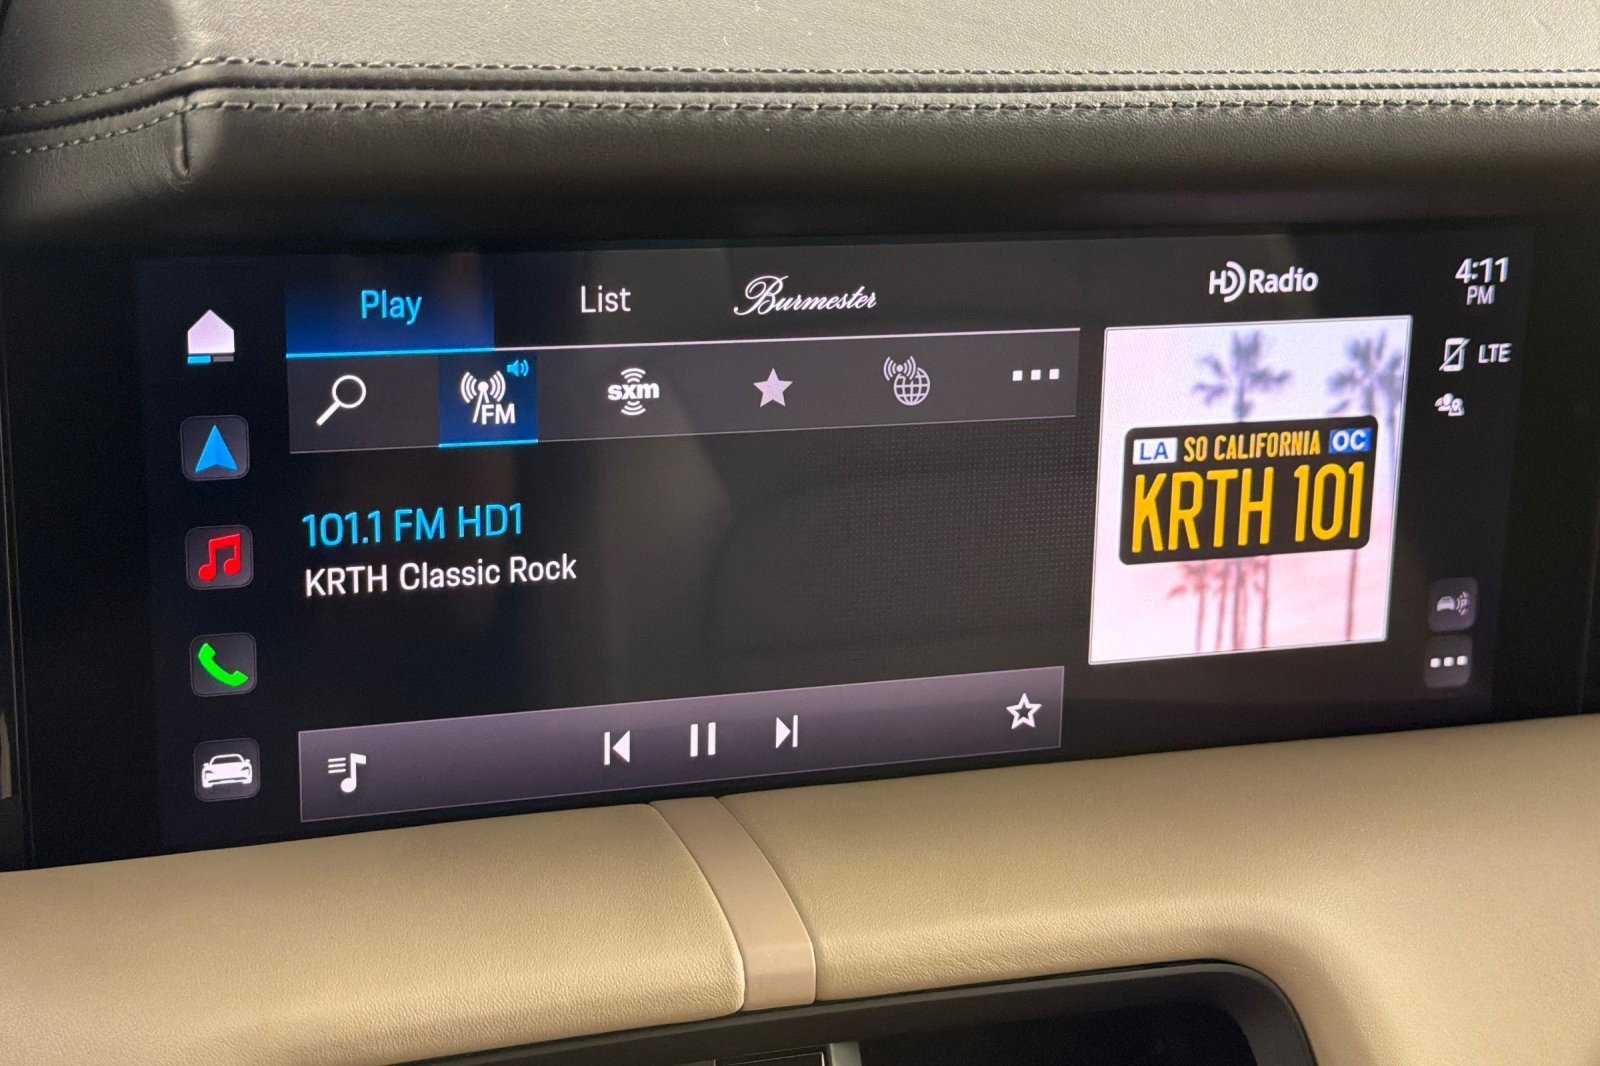 Play
List
Burmester
HD Radio
4:11
PM
FM
sxm
LTE
LA SO CALIFORNIA OC
KRTH 101
101.1 FM HD1
KRTH Classic Rock